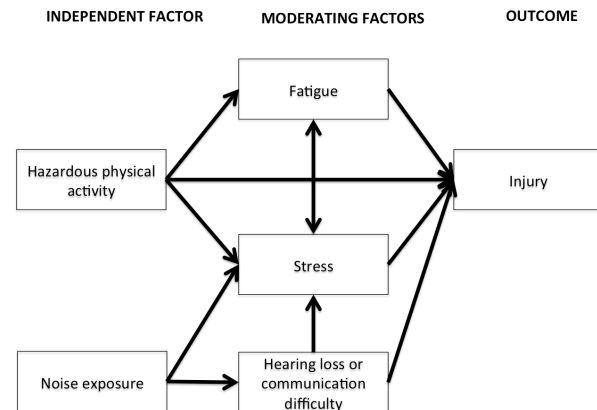 INDEPENDENT FACTOR
MODERATING FACTORS
OUTCOME
Fatigue
Hazardous physical
activity
Injury
Stress
Noise exposure
Hearing loss or
communication
difficulty